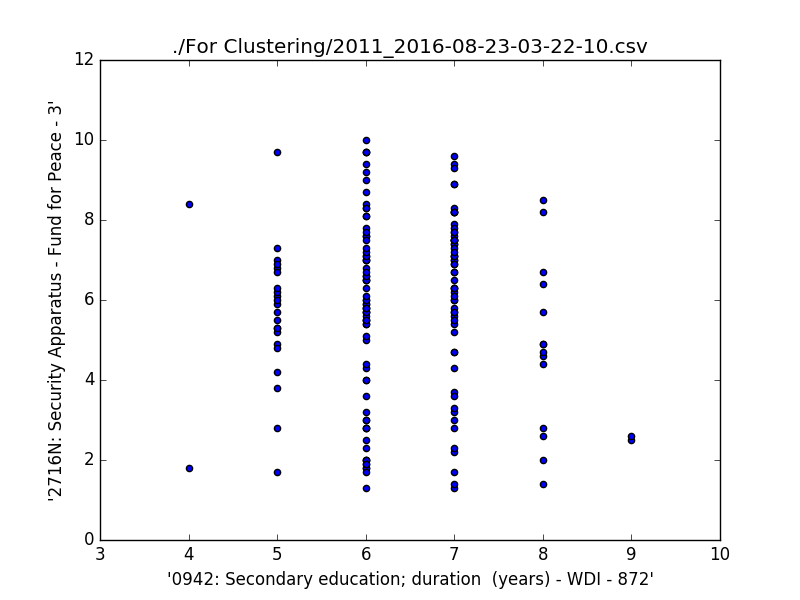 ./For Clustering/2011_2016-08-23-03-22-10.csv
12
10
8
6
4
2
0
'2716N: Security Apparatus - Fund for Peace - 3'
3 4 5 6 7 8 9 10
'0942: Secondary education; duration  (years) - WDI - 872'